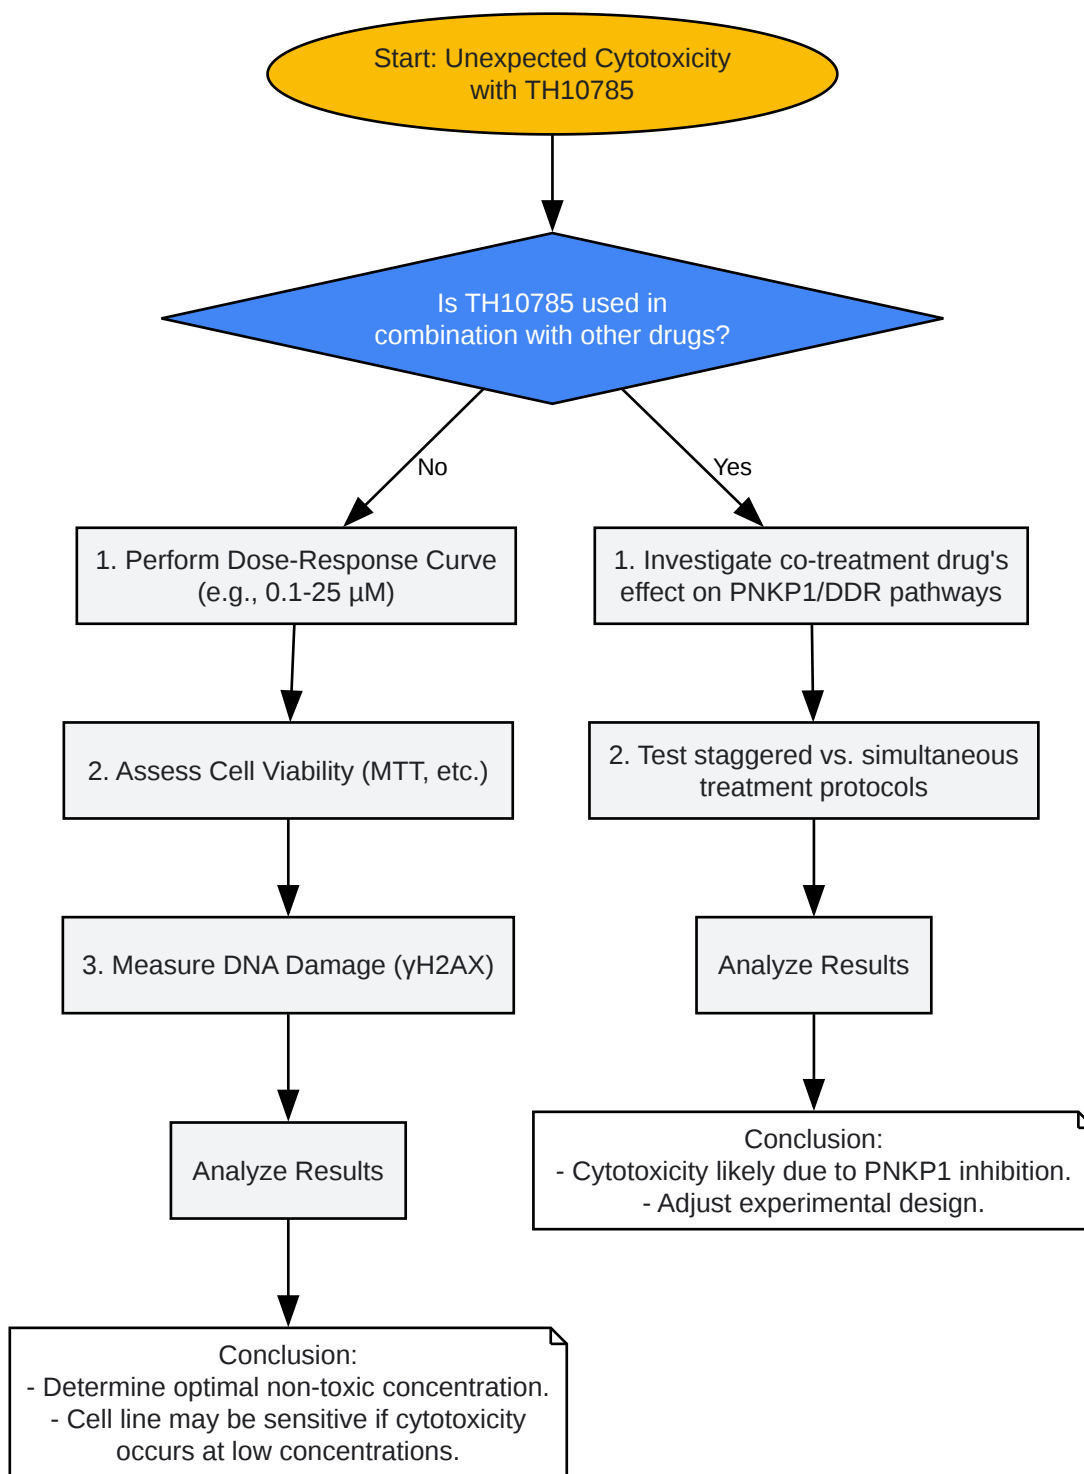 Start: Unexpected Cytotoxicity
with TH10785
Is TH10785 used in
combination with other drugs?
No
Yes
1. Perform Dose-Response Curve
(e.g., 0.1-25 µM)
1. Investigate co-treatment drug's
effect on PNKP1/DDR pathways
2. Assess Cell Viability (MTT, etc.)
2. Test staggered vs. simultaneous
treatment protocols
3. Measure DNA Damage (γH2AX)
Analyze Results
Analyze Results
Conclusion:
- Cytotoxicity likely due to PNKP1 inhibition.
- Adjust experimental design.
Conclusion:
- Determine optimal non-toxic concentration.
- Cell line may be sensitive if cytotoxicity
occurs at low concentrations.